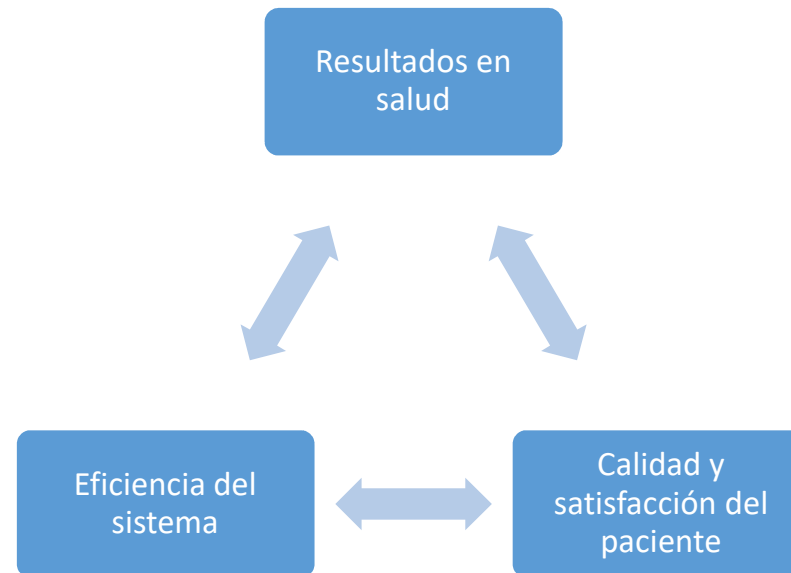 Resultados en
salud
Eficiencia del
sistema
Calidad y
satisfacción del
paciente